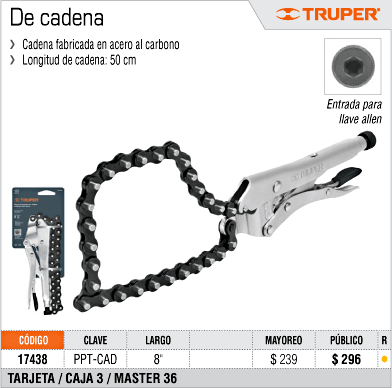 De cadena
TRUPER
❯ Cadena fabricada en acero al carbono
❯ Longitud de cadena: 50 cm
Entrada para
llave allen
TRUPER
CÓDIGO CLAVE LARGO MAYOREO PÚBLICO R
17438 PPT-CAD 8" $ 239 $ 296
TARJETA / CAJA 3 / MASTER 36